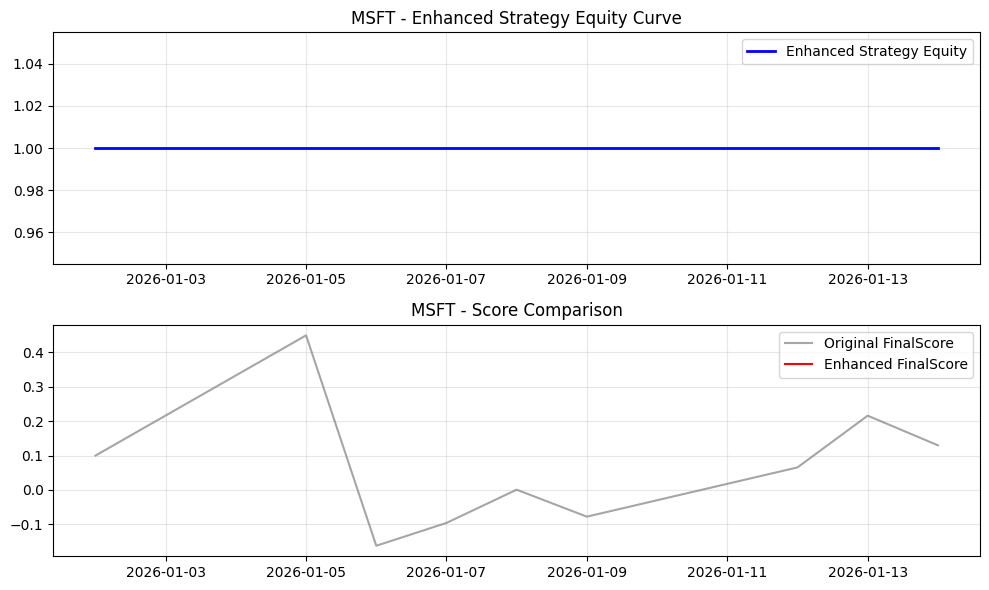 MSFT - Enhanced Strategy Equity Curve
Enhanced Strategy Equity
1.04
1.02
1.00
0.98
0.96
2026-01-03 2026-01-05 2026-01-07 2026-01-09 2026-01-11 2026-01-13
MSFT - Score Comparison
Original FinalScore
Enhanced FinalScore
0.4
0.3
0.2
0.1
0.0
−0.1
2026-01-03 2026-01-05 2026-01-07 2026-01-09 2026-01-11 2026-01-13